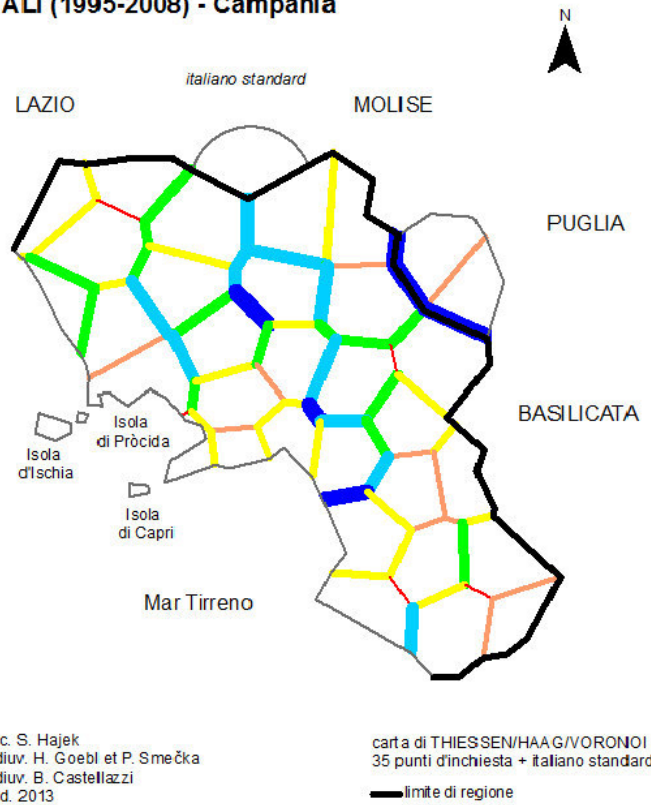 ALI (1995-2008) - Campania
N
italiano standard
LAZIO
MOLISE
PUGLIA
BASILICATA
Isola
di Pròcida
Isola
d'Ischia
Isola
di Capri
Mar Tirreno
c. S. Hajek
diuv. H. Goebl et P. Smečka
diuv. B. Castellazzi
d. 2013
carta di THIESSEN/HAAG/VORONOI
35 punti d'inchiesta + italiano standard
limite di regione